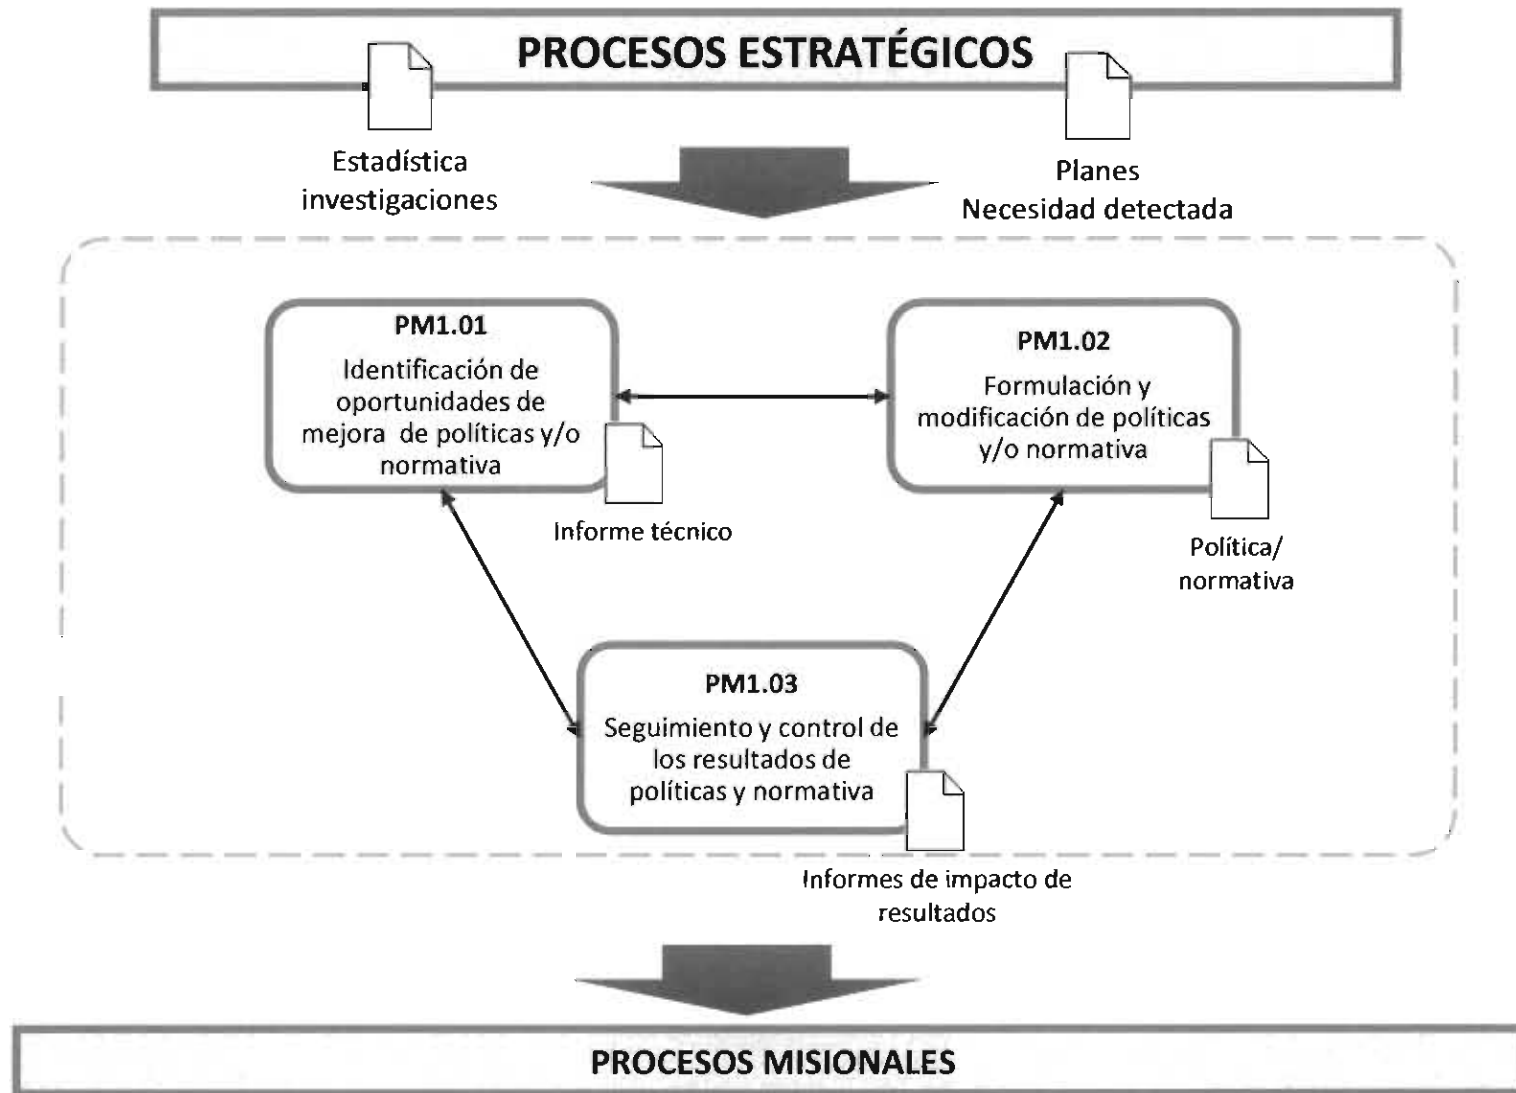 PROCESOS ESTRATÉGICOS
Estadística
investigaciones
Planes
Necesidad detectada
PM1.01
Identificación de
oportunidades de
mejora de políticas y/o
normativa
Informe técnico
PM1.02
Formulación y
modificación de políticas
y/o normativa
Política/
normativa
PM1.03
Seguimiento y control de
los resultados de
políticas y normativa
Informes de impacto de
resultados
PROCESOS MISIONALES